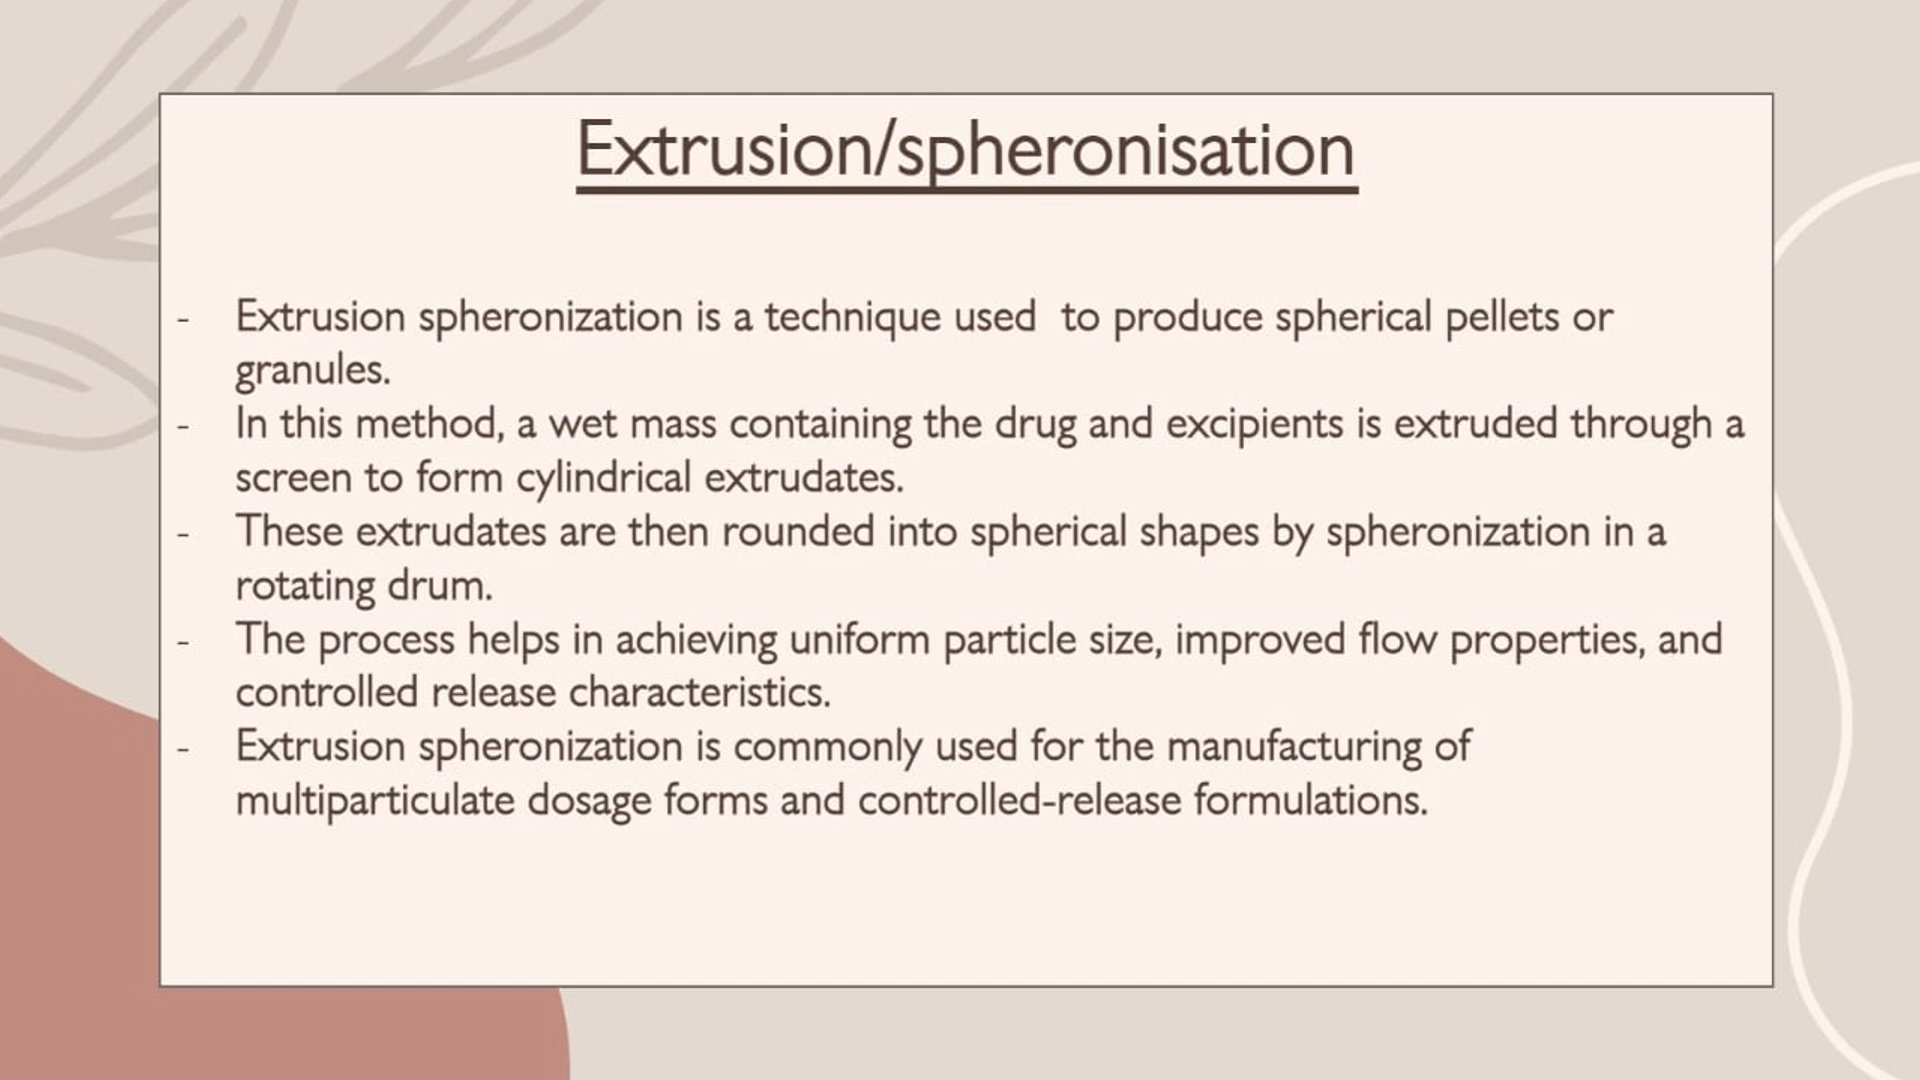 Extrusion/spheronisation
- Extrusion spheronization is a technique used  to produce spherical pellets or
granules.
- In this method, a wet mass containing the drug and excipients is extruded through a
screen to form cylindrical extrudates.
- These extrudates are then rounded into spherical shapes by spheronization in a
rotating drum.
- The process helps in achieving uniform particle size, improved flow properties, and
controlled release characteristics.
- Extrusion spheronization is commonly used for the manufacturing of
multiparticulate dosage forms and controlled-release formulations.